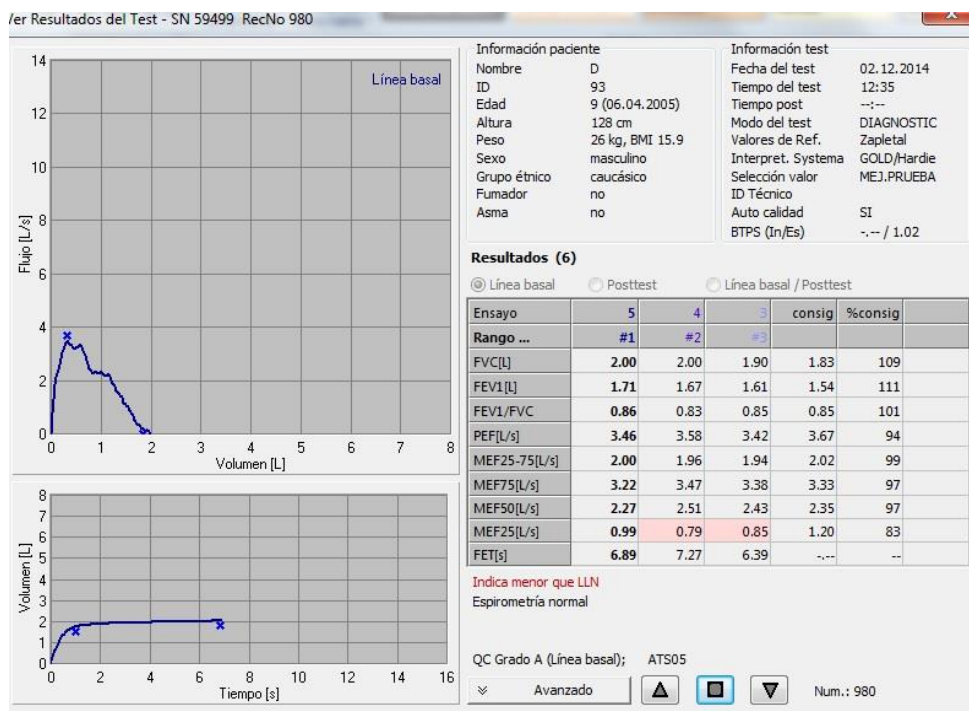 Ver Resultados del Test - SN 59499 RecNo 980
Línea basal
14
12
10
8
6
4
2
0
Flujo [L/s]
0 1 2 3 4 5 6 7 8
Volumen [L]
8
7
6
5
4
3
2
1
0
Volumen [L]
0 2 4 6 8 10 12 14 16
Tiempo [s]
Información paciente
Nombre D
ID 93
Edad 9 (06.04.2005)
Altura 128 cm
Peso 26 kg, BMI 15.9
Sexo masculino
Grupo étnico caucásico
Fumador no
Asma no
Información test
Fecha del test 02.12.2014
Tiempo del test 12:35
Tiempo post --:--
Modo del test DIAGNOSTIC
Valores de Ref. Zapletal
Interpret. Systema GOLD/Hardie
Selección valor MEJ.PRUEBA
ID Técnico
Auto calidad SI
BTPS (In/Es) -.-- / 1.02
Resultados (6)
Línea basal Posttest Línea basal / Posttest
Ensayo 5 4 3 consig %consig
Rango ... #1 #2 #3
FVC[L] 2.00 2.00 1.90 1.83 109
FEV1[L] 1.71 1.67 1.61 1.54 111
FEV1/FVC 0.86 0.83 0.85 0.85 101
PEF[L/s] 3.46 3.58 3.42 3.67 94
MEF25-75[L/s] 2.00 1.96 1.94 2.02 99
MEF75[L/s] 3.22 3.47 3.38 3.33 97
MEF50[L/s] 2.27 2.51 2.43 2.35 97
MEF25[L/s] 0.99 0.79 0.85 1.20 83
FET[s] 6.89 7.27 6.39 -.-- --
Indica menor que LLN
Espirometría normal
QC Grado A (Línea basal); ATS05
Avanzado
Num.: 980